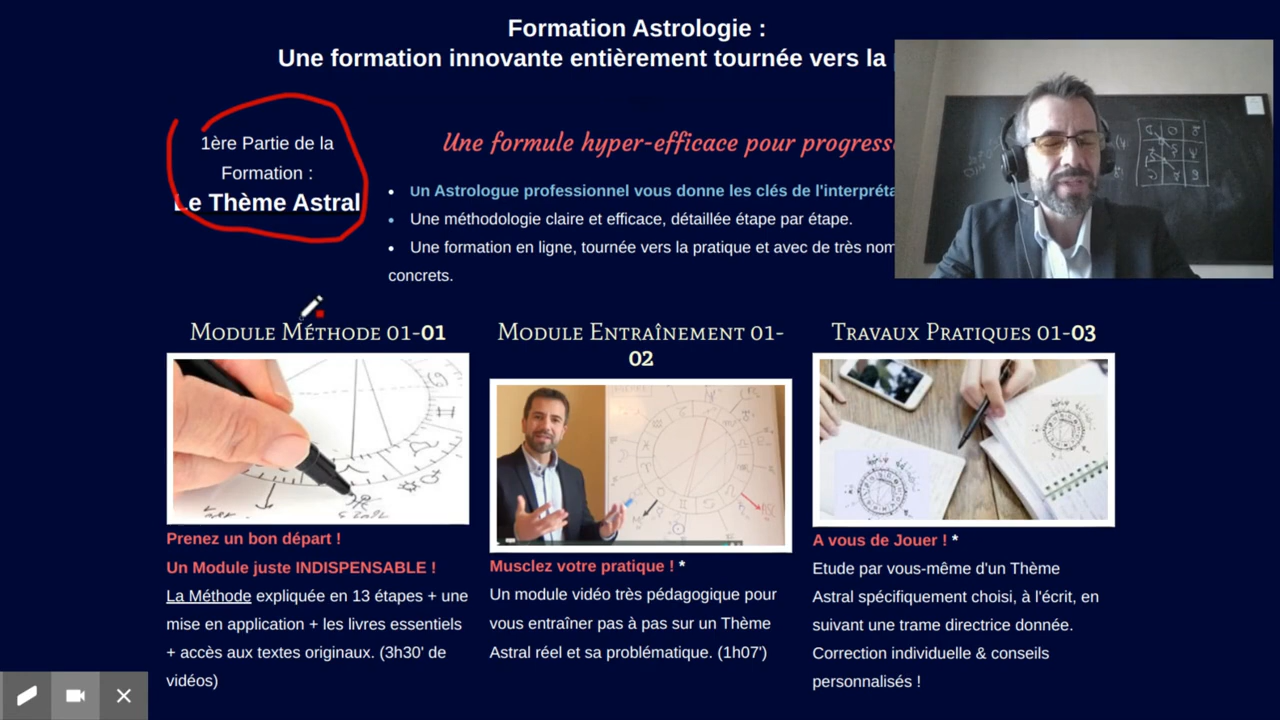 Formation Astrologie :
Une formation innovante entièrement tournée vers la
1ère Partie de la
Formation :
Le Thème Astral
Une formule hyper-efficace pour progress
• Un Astrologue professionnel vous donne les clés de l'interpréta
• Une méthodologie claire et efficace, détaillée étape par étape.
• Une formation en ligne, tournée vers la pratique et avec de très nom
concrets.
Module Méthode 01-01
Prenez un bon départ !
Un Module juste INDISPENSABLE !
La Méthode expliquée en 13 étapes + une
mise en application + les livres essentiels
+ accès aux textes originaux. (3h30' de
vidéos)
Module Entraînement 01-
02
Musclez votre pratique ! *
Un module vidéo très pédagogique pour
vous entraîner pas à pas sur un Thème
Astral réel et sa problématique. (1h07')
Travaux Pratiques 01-03
A vous de Jouer ! *
Etude par vous-même d'un Thème
Astral spécifiquement choisi, à l'écrit, en
suivant une trame directrice donnée.
Correction individuelle & conseils
personnalisés !